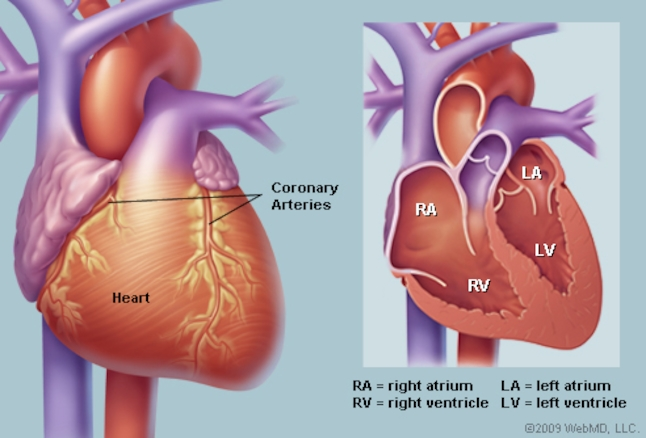 Coronary
Arteries
Heart
LA
RA
LV
RV
RA = right atrium LA = left atrium
RV = right ventricle LV = left ventricle
©2009 WebMD, LLC.